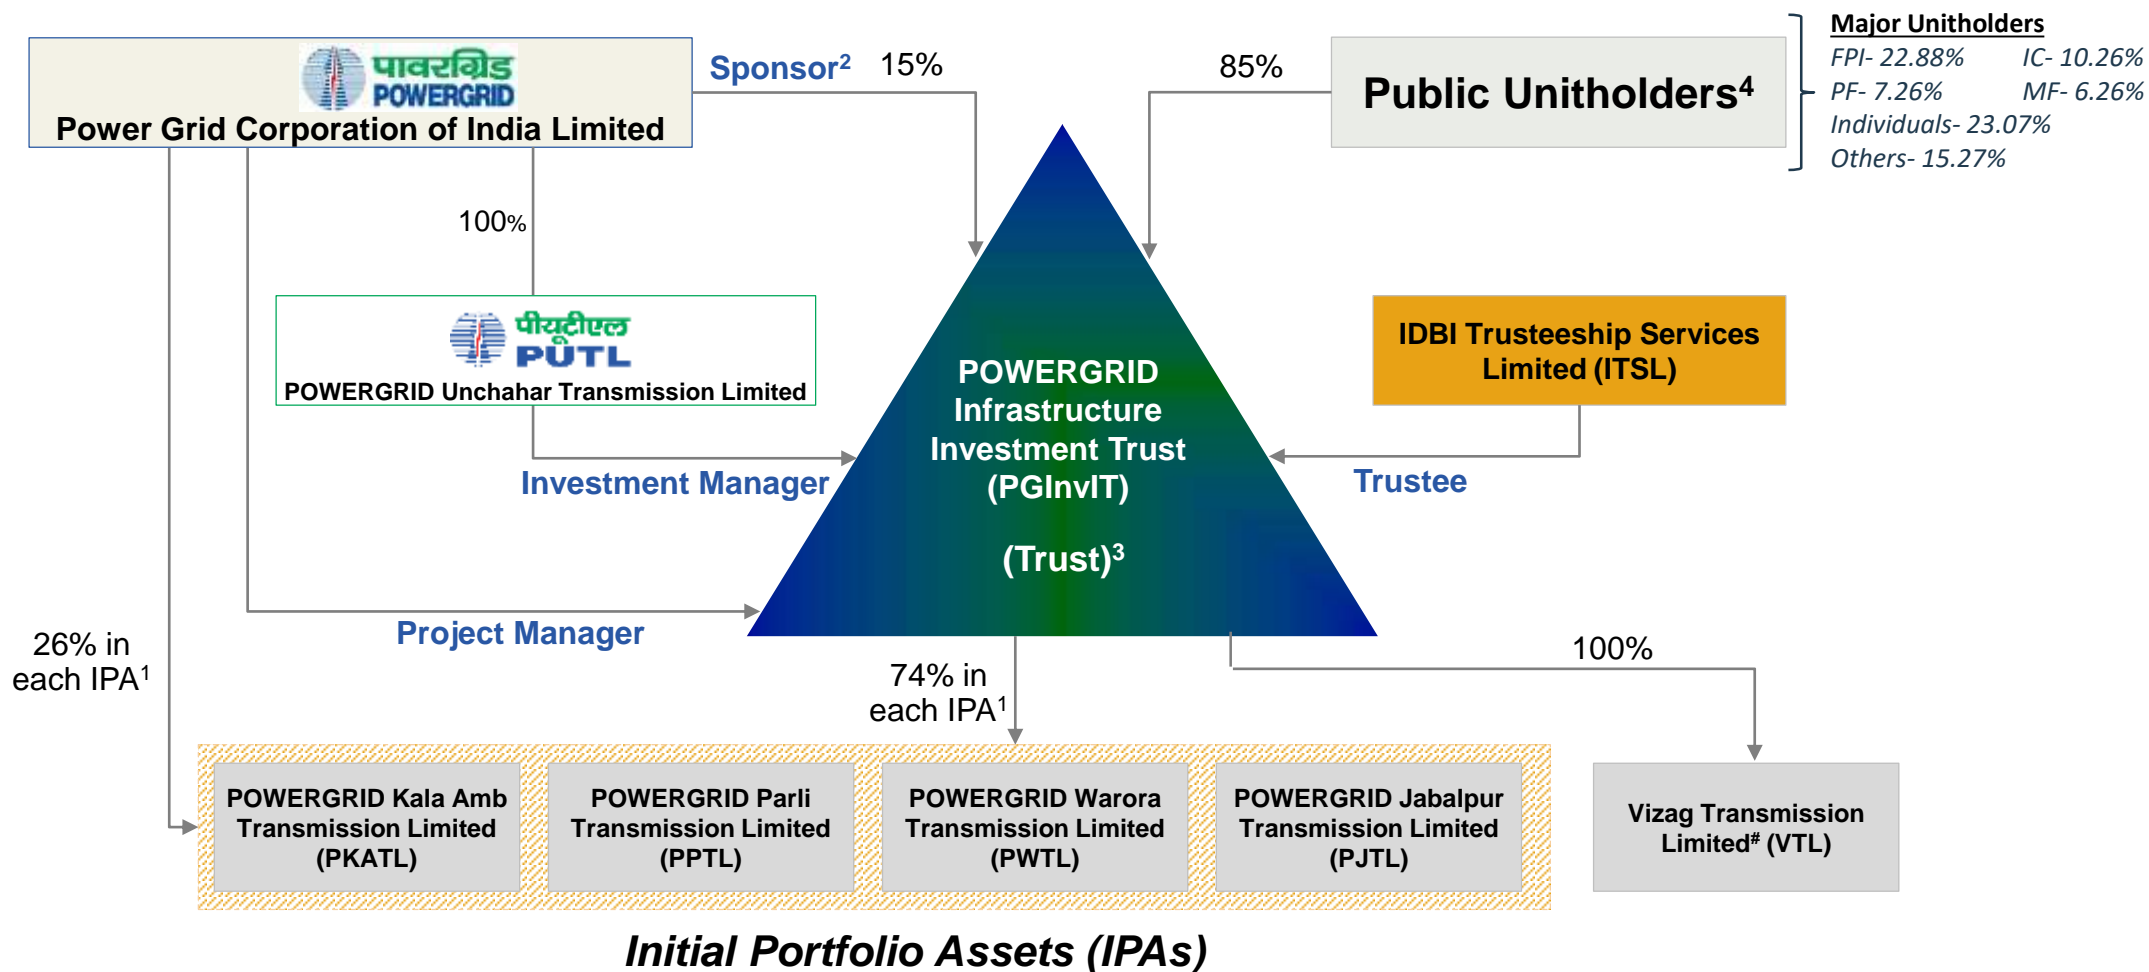 पावरग्रिड
POWERGRID
Power Grid Corporation of India Limited
Sponsor²
15%
85%
Public Unitholders⁴
Major Unitholders
FPI- 22.88% IC- 10.26%
PF- 7.26% MF- 6.26%
Individuals- 23.07%
Others- 15.27%
100%
पीयूटीएल
PUTL
POWERGRID Unchahar Transmission Limited
Investment Manager
POWERGRID
Infrastructure
Investment Trust
(PGInvIT)
(Trust)³
IDBI Trusteeship Services
Limited (ITSL)
Trustee
Project Manager
26% in
each IPA¹
74% in
each IPA¹
100%
POWERGRID Kala Amb
Transmission Limited
(PKATL)
POWERGRID Parli
Transmission Limited
(PPTL)
POWERGRID Warora
Transmission Limited
(PWTL)
POWERGRID Jabalpur
Transmission Limited
(PJTL)
Vizag Transmission
Limited# (VTL)
Initial Portfolio Assets (IPAs)